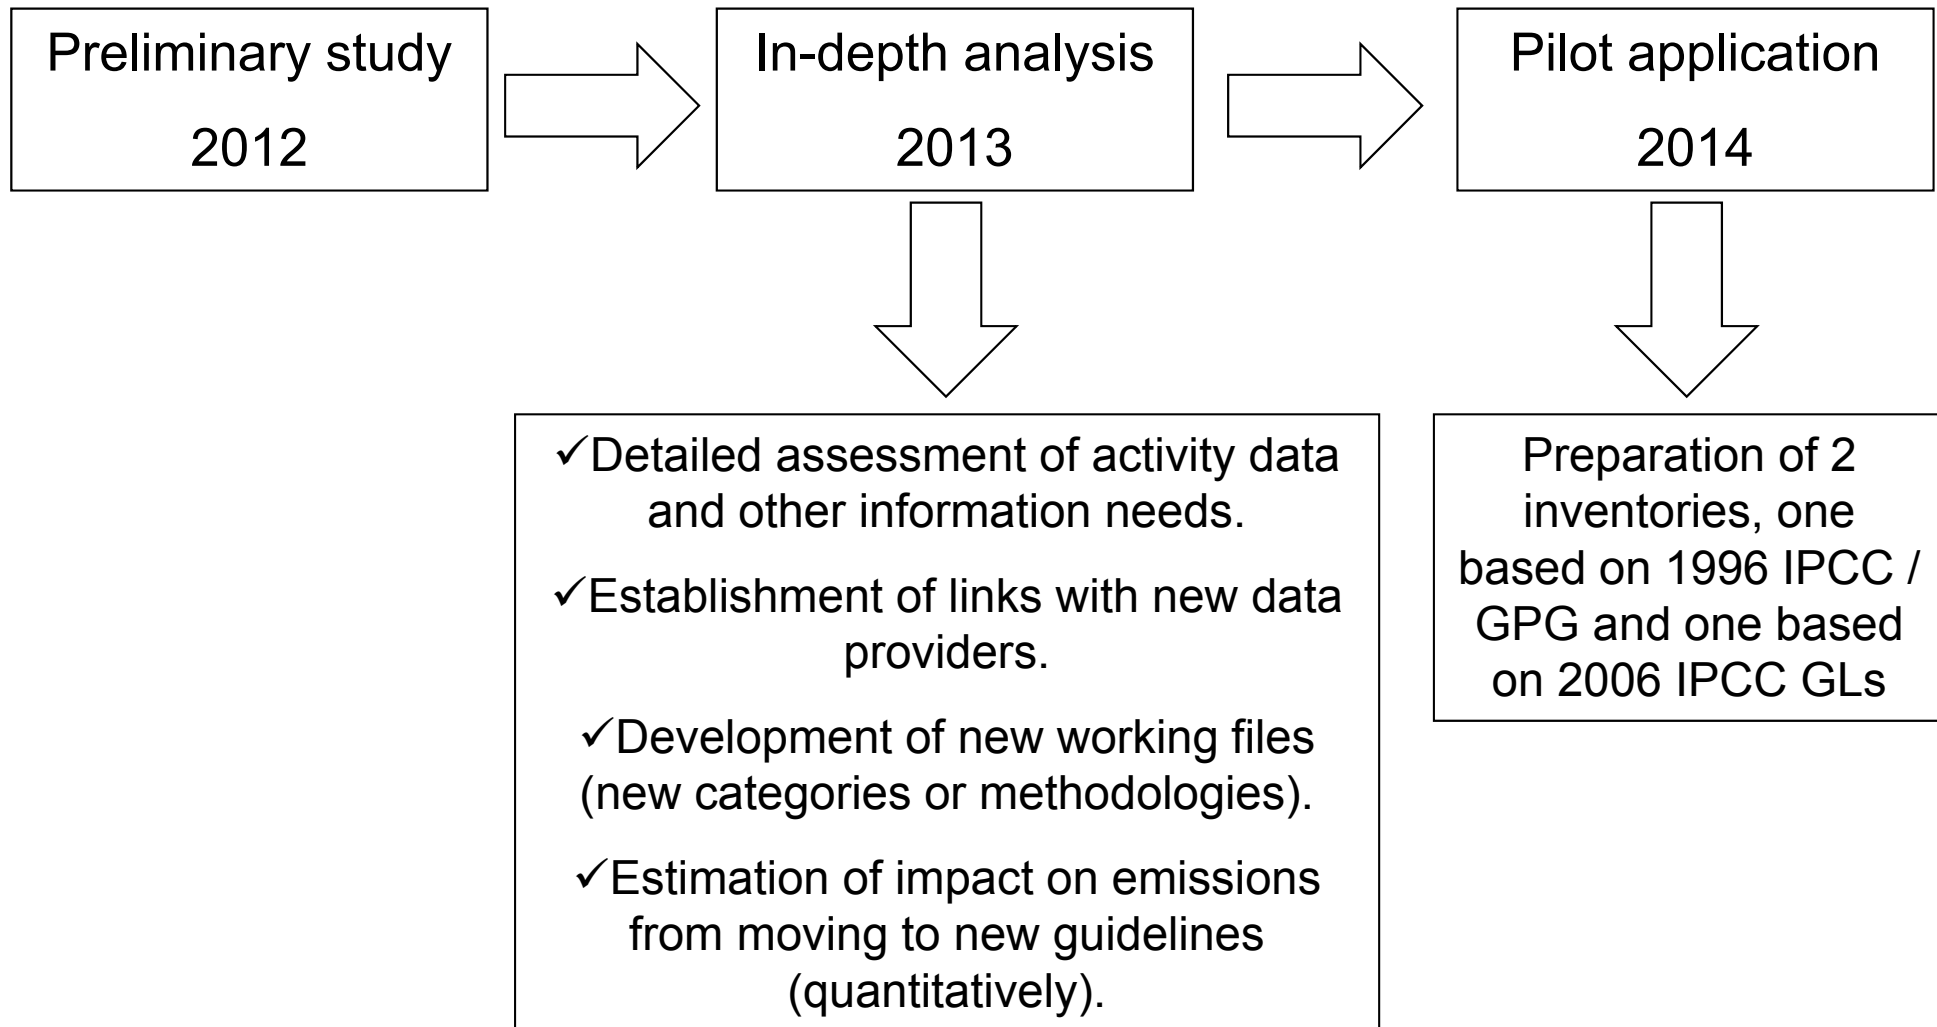 Preliminary study
2012
In-depth analysis
2013
Pilot application
2014
✓Detailed assessment of activity data
and other information needs.
✓Establishment of links with new data
providers.
✓Development of new working files
(new categories or methodologies).
✓Estimation of impact on emissions
from moving to new guidelines
(quantitatively).
Preparation of 2
inventories, one
based on 1996 IPCC /
GPG and one based
on 2006 IPCC GLs